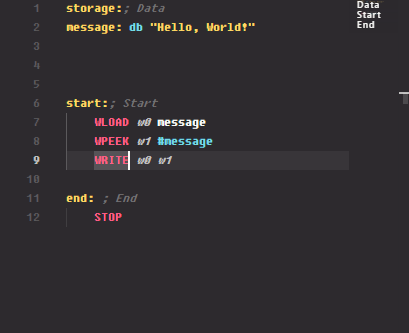 1 storage:; Data
2 message: db "Hello, World!"
3
4
5
6 start:; Start
7 WLOAD w0 message
8 WPEEK w1 #message
9 WRITE w0 w1
10
11 end: ; End
12 STOP
Data
Start
End